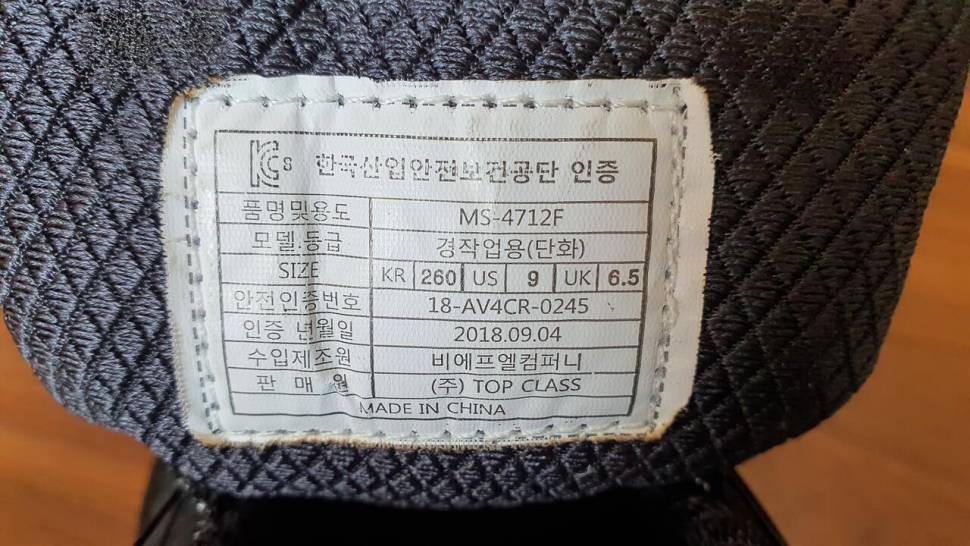 KCs 한국산업안전보건공단 인증
품명및용도 MS-4712F
모델.등급 경작업용(단화)
SIZE KR 260 US 9 UK 6.5
안전인증번호 18-AV4CR-0245
인증 년월일 2018.09.04
수입제조원 비에프엘컴퍼니
판 매 원 (주) TOP CLASS
MADE IN CHINA